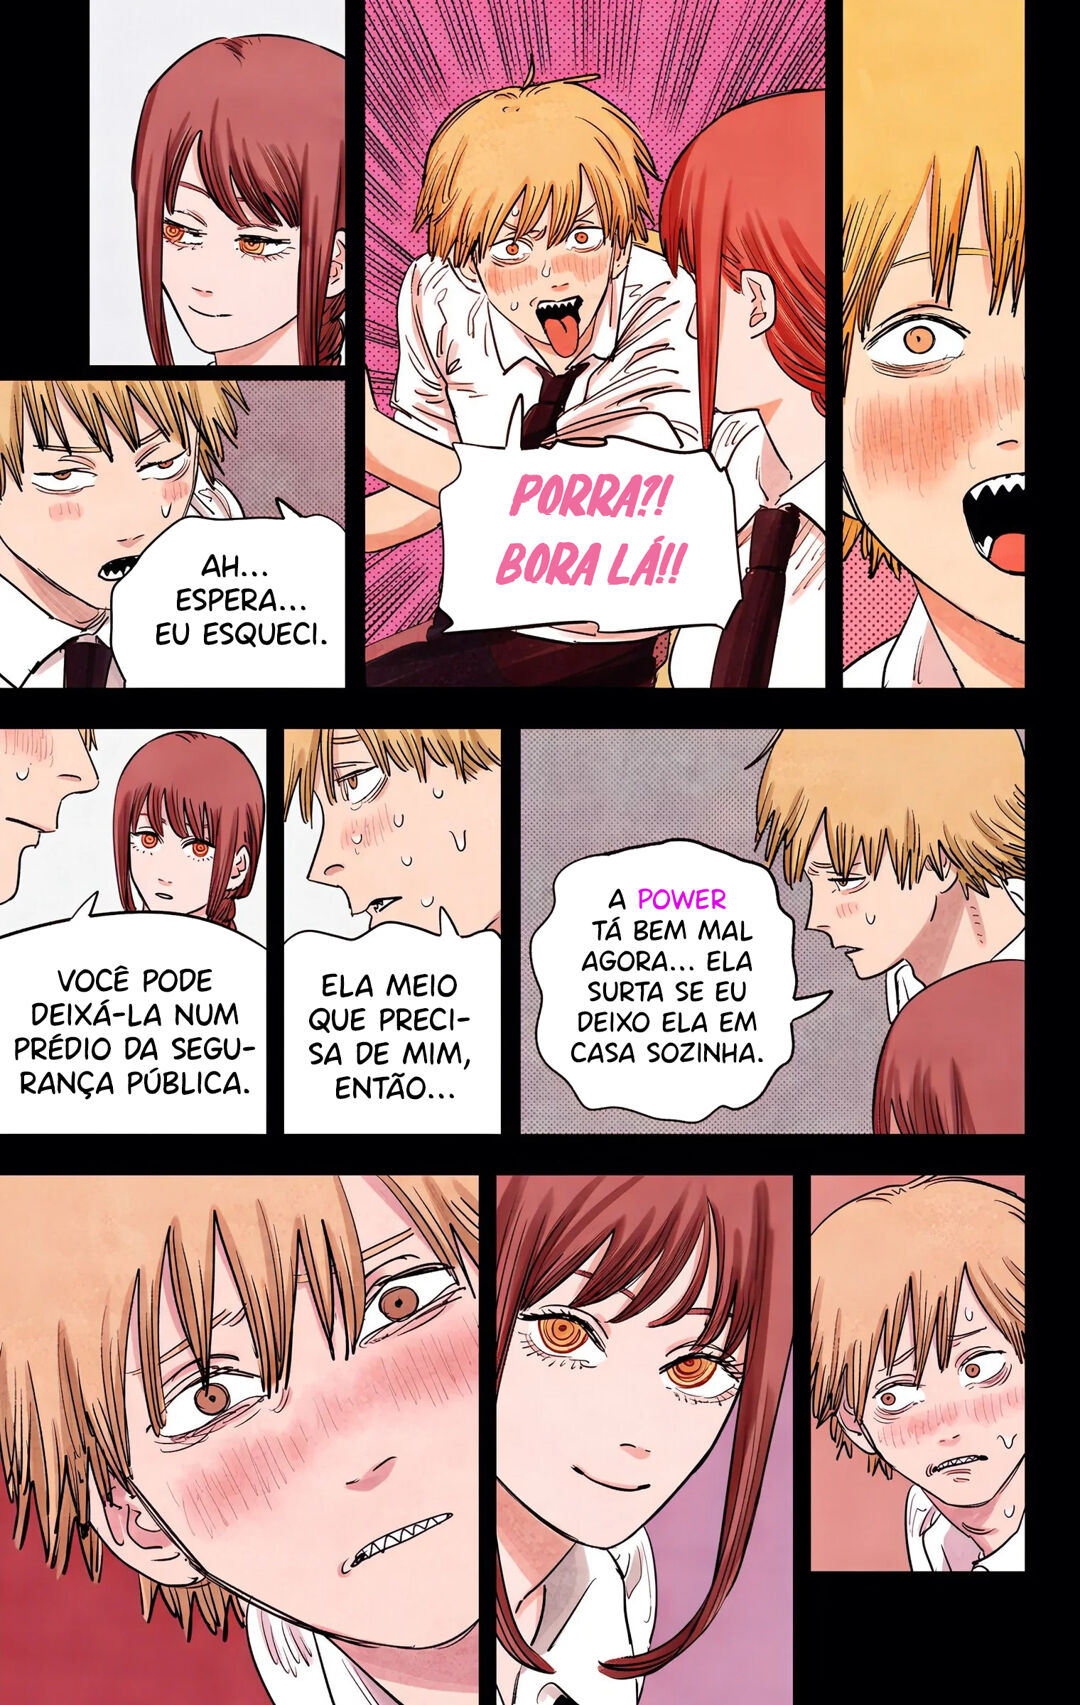 PORRA?!
BORA LÁ!!
AH...
ESPERA...
EU ESQUECI.
A POWER
TÁ BEM MAL
AGORA... ELA
SURTA SE EU
DEIXO ELA EM
CASA SOZINHA.
ELA MEIO
QUE PRECI-
SA DE MIM,
ENTÃO...
VOCÊ PODE
DEIXÁ-LA NUM
PRÉDIO DA SEGU-
RANÇA PÚBLICA.